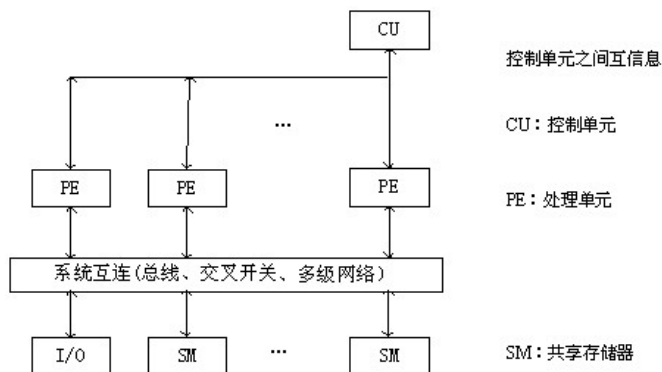 CU
控制单元之间互信息
...
CU：控制单元
PE
PE
PE
PE：处理单元
系统互连(总线、交叉开关、多级网络)
I/O
SM
...
SM
SM：共享存储器